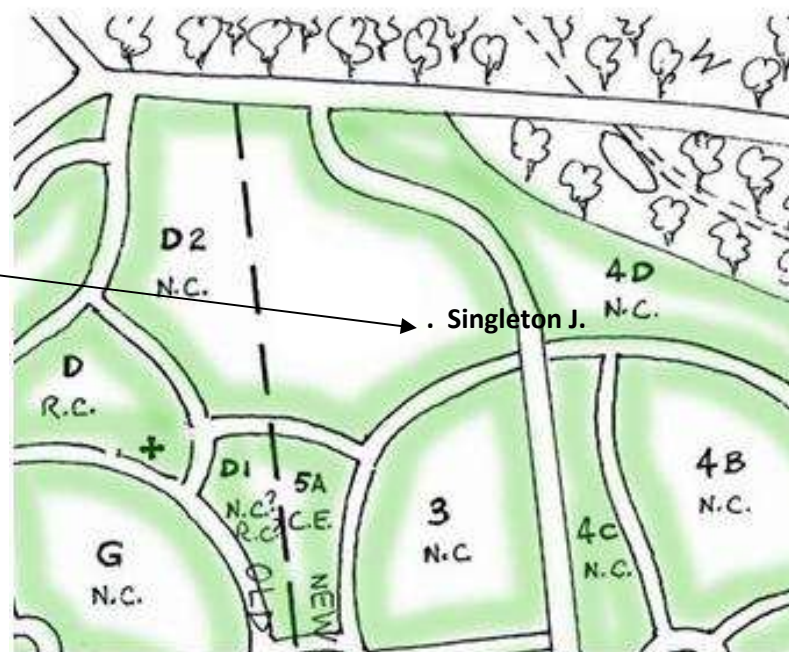 D2
N.C.
4D
N.C.
. Singleton J.
D
R.C.
D1
N.C.?
R.C.?
5A
C.E.
3
N.C.
4B
N.C.
4C
N.C.
G
N.C.
OLD
NEW